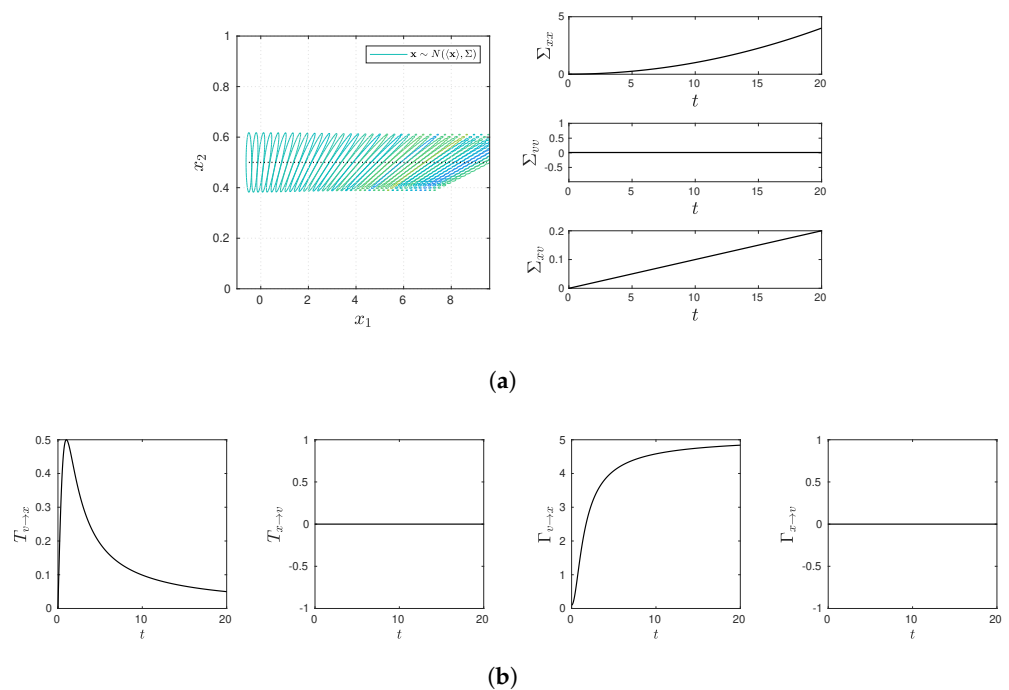 1
0.8
0.6
0.4
0.2
0
0 2 4 6 8
x₁
x₂
x ∼ N(⟨x⟩, Σ)
5
0
0 5 10 15 20
t
Σxx
1
0.5
0
-0.5
0 5 10 15 20
t
Σvv
0.2
0.1
0
0 5 10 15 20
t
Σxv
(a)
0.5
0.4
0.3
0.2
0.1
0
0 10 20
t
Tv→x
1
0.5
0
-0.5
-1
0 10 20
t
Tx→v
5
4
3
2
1
0
0 10 20
t
Γv→x
1
0.5
0
-0.5
-1
0 10 20
t
Γx→v
(b)